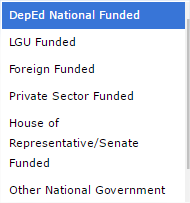 DepEd National Funded
LGU Funded
Foreign Funded
Private Sector Funded
House of
Representative/Senate
Funded
Other National Government